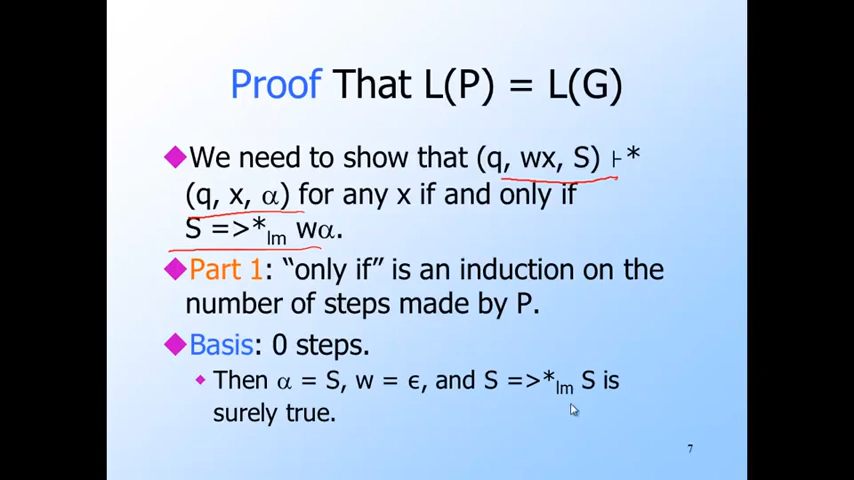 Proof That L(P) = L(G)
◆We need to show that (q, wx, S) ⊦*
(q, x, α) for any x if and only if
S =>*lm wα.
◆Part 1: “only if” is an induction on the
number of steps made by P.
◆Basis: 0 steps.
◆ Then α = S, w = ϵ, and S =>*lm S is
surely true.
7